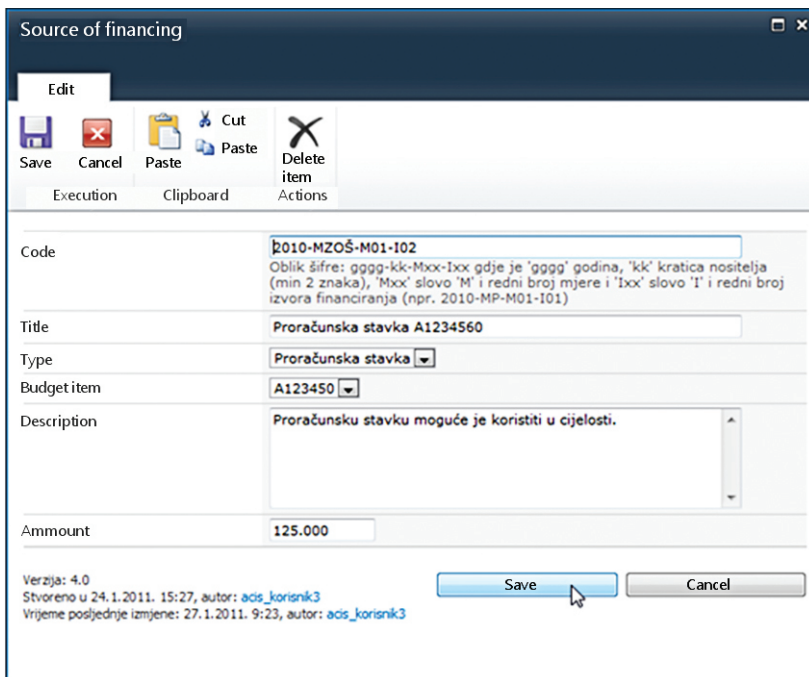 Source of financing
Edit
Save
Cancel
Paste
Cut
Paste
Delete
item
Execution
Clipboard
Actions
Code
2010-MZOŠ-M01-I02
Oblik šifre: gggg-kk-Mxx-Ixx gdje je 'gggg' godina, 'kk' kratica nositelja
(min 2 znaka), 'Mxx' slovo 'M' i redni broj mjere i 'Ixx' slovo 'I' i redni broj
izvora financiranja (npr. 2010-MP-M01-I01)
Title
Proračunska stavka A1234560
Type
Proračunska stavka
Budget item
A123450
Description
Proračunsku stavku moguće je koristiti u cijelosti.
Ammount
125.000
Verzija: 4.0
Stvoreno u 24.1.2011. 15:27, autor: acis_korisnik3
Vrijeme posljednje izmjene: 27.1.2011. 9:23, autor: acis_korisnik3
Save
Cancel